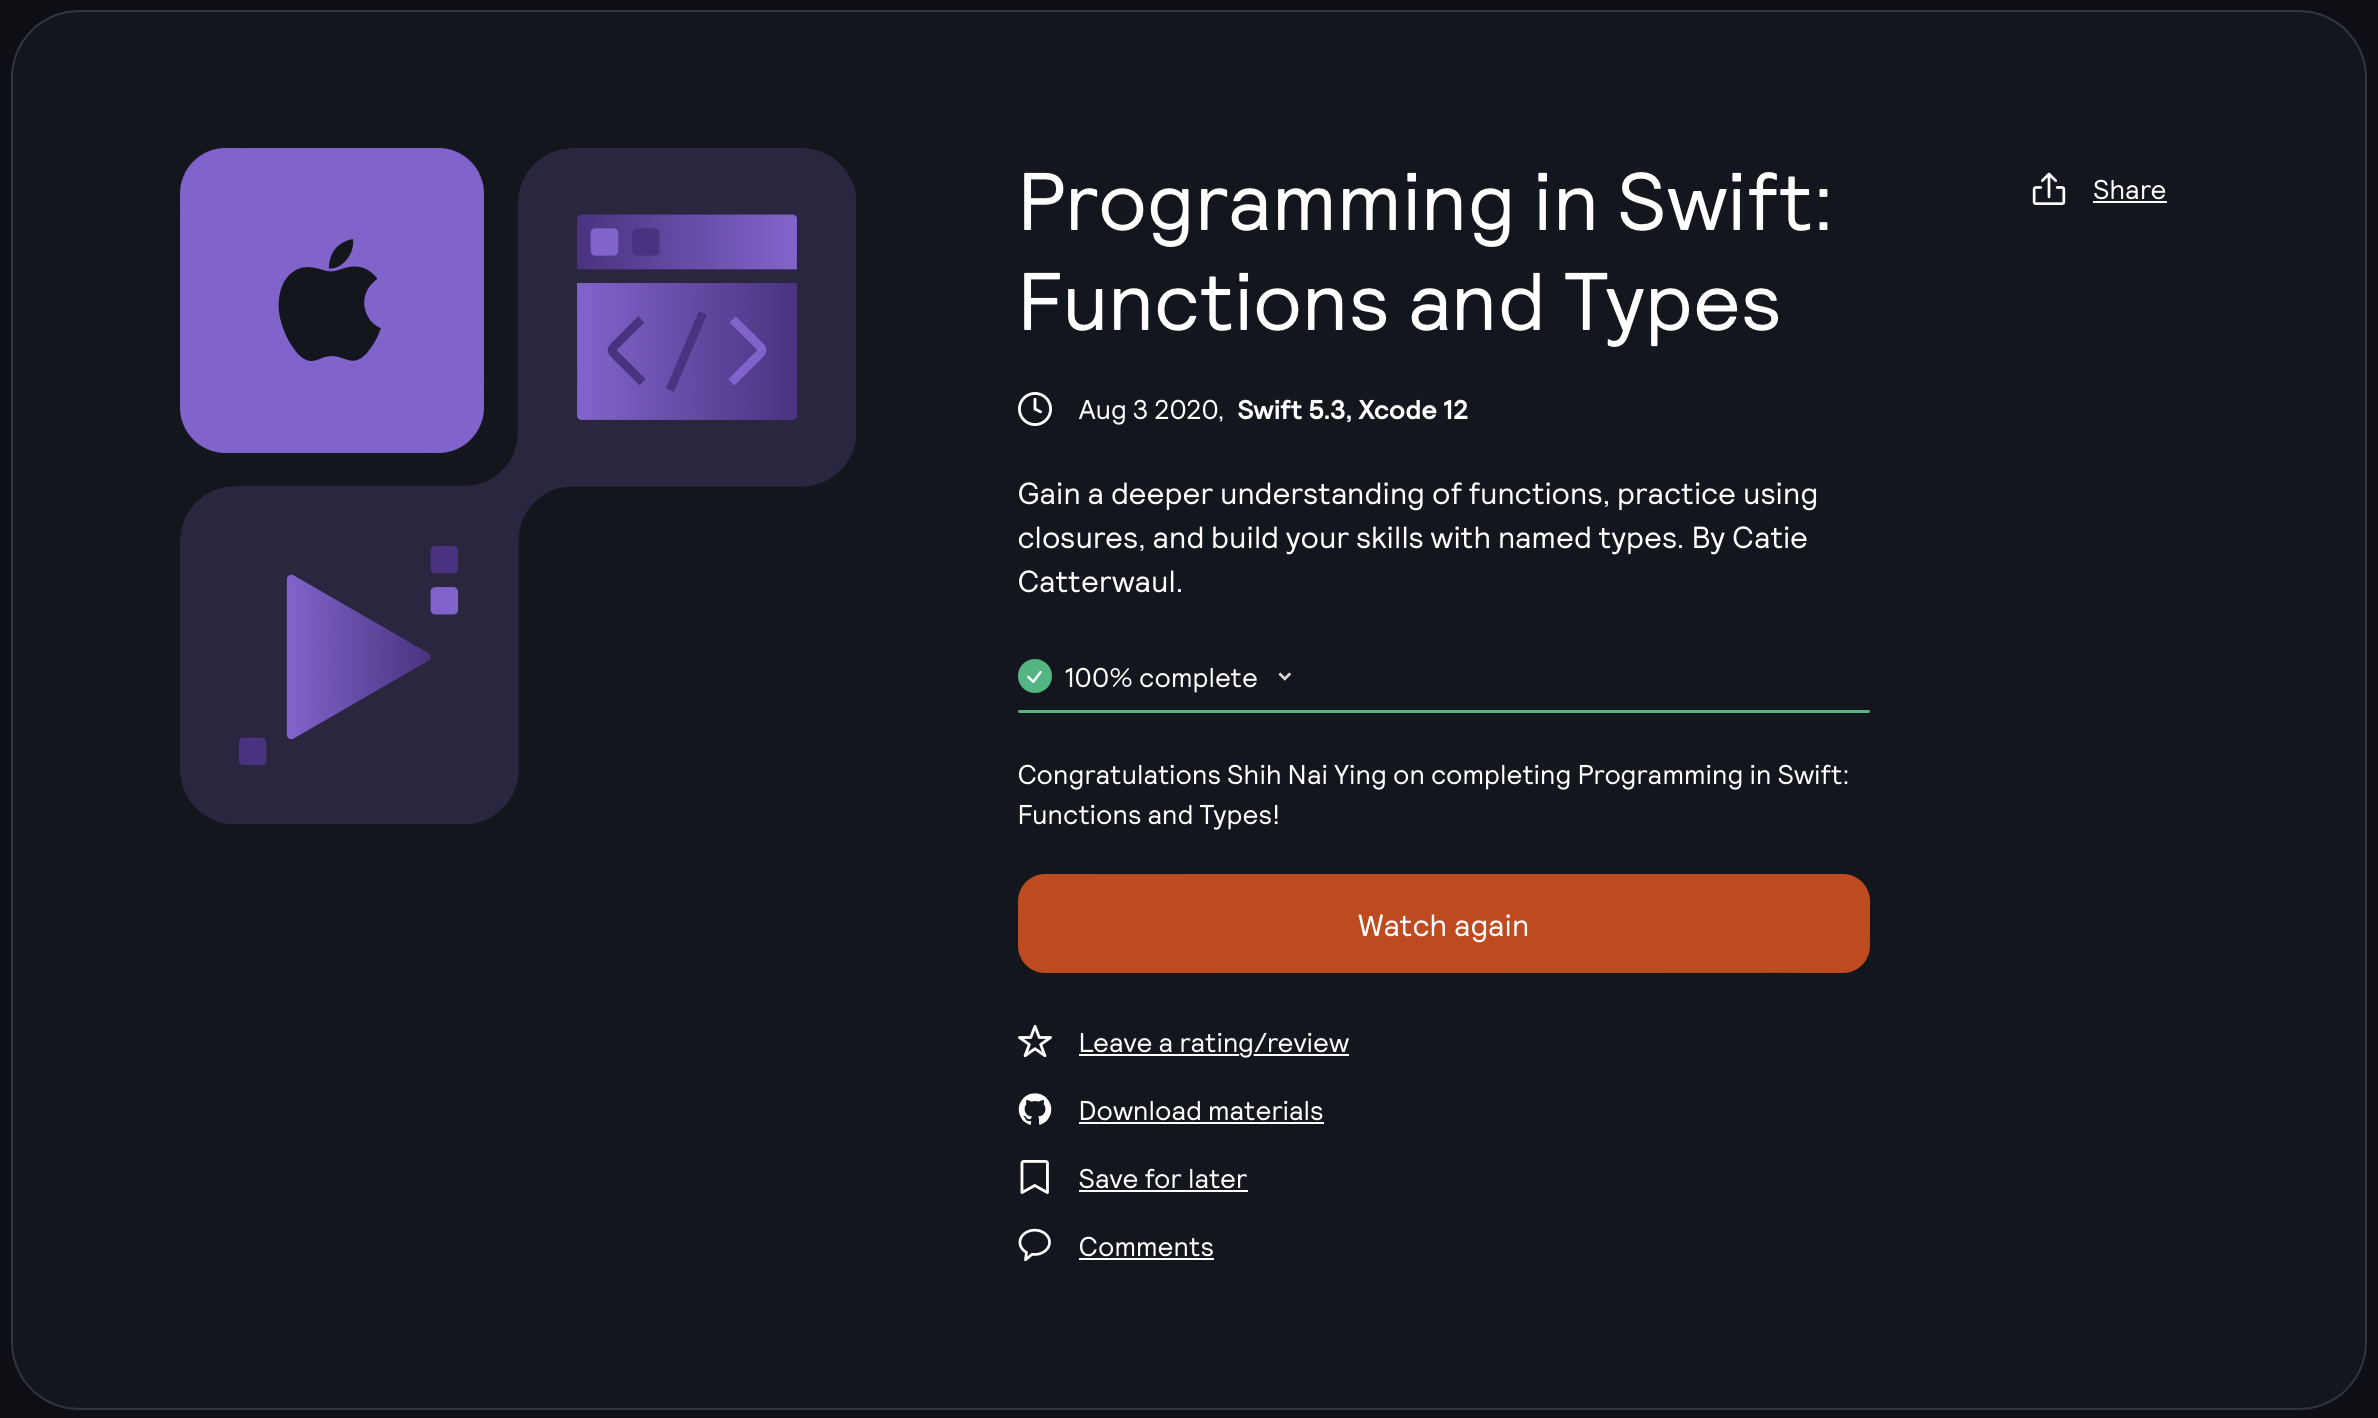 Programming in Swift:
Functions and Types
Share
Aug 3 2020, Swift 5.3, Xcode 12
Gain a deeper understanding of functions, practice using
closures, and build your skills with named types. By Catie
Catterwaul.
100% complete
Congratulations Shih Nai Ying on completing Programming in Swift:
Functions and Types!
Watch again
Leave a rating/review
Download materials
Save for later
Comments